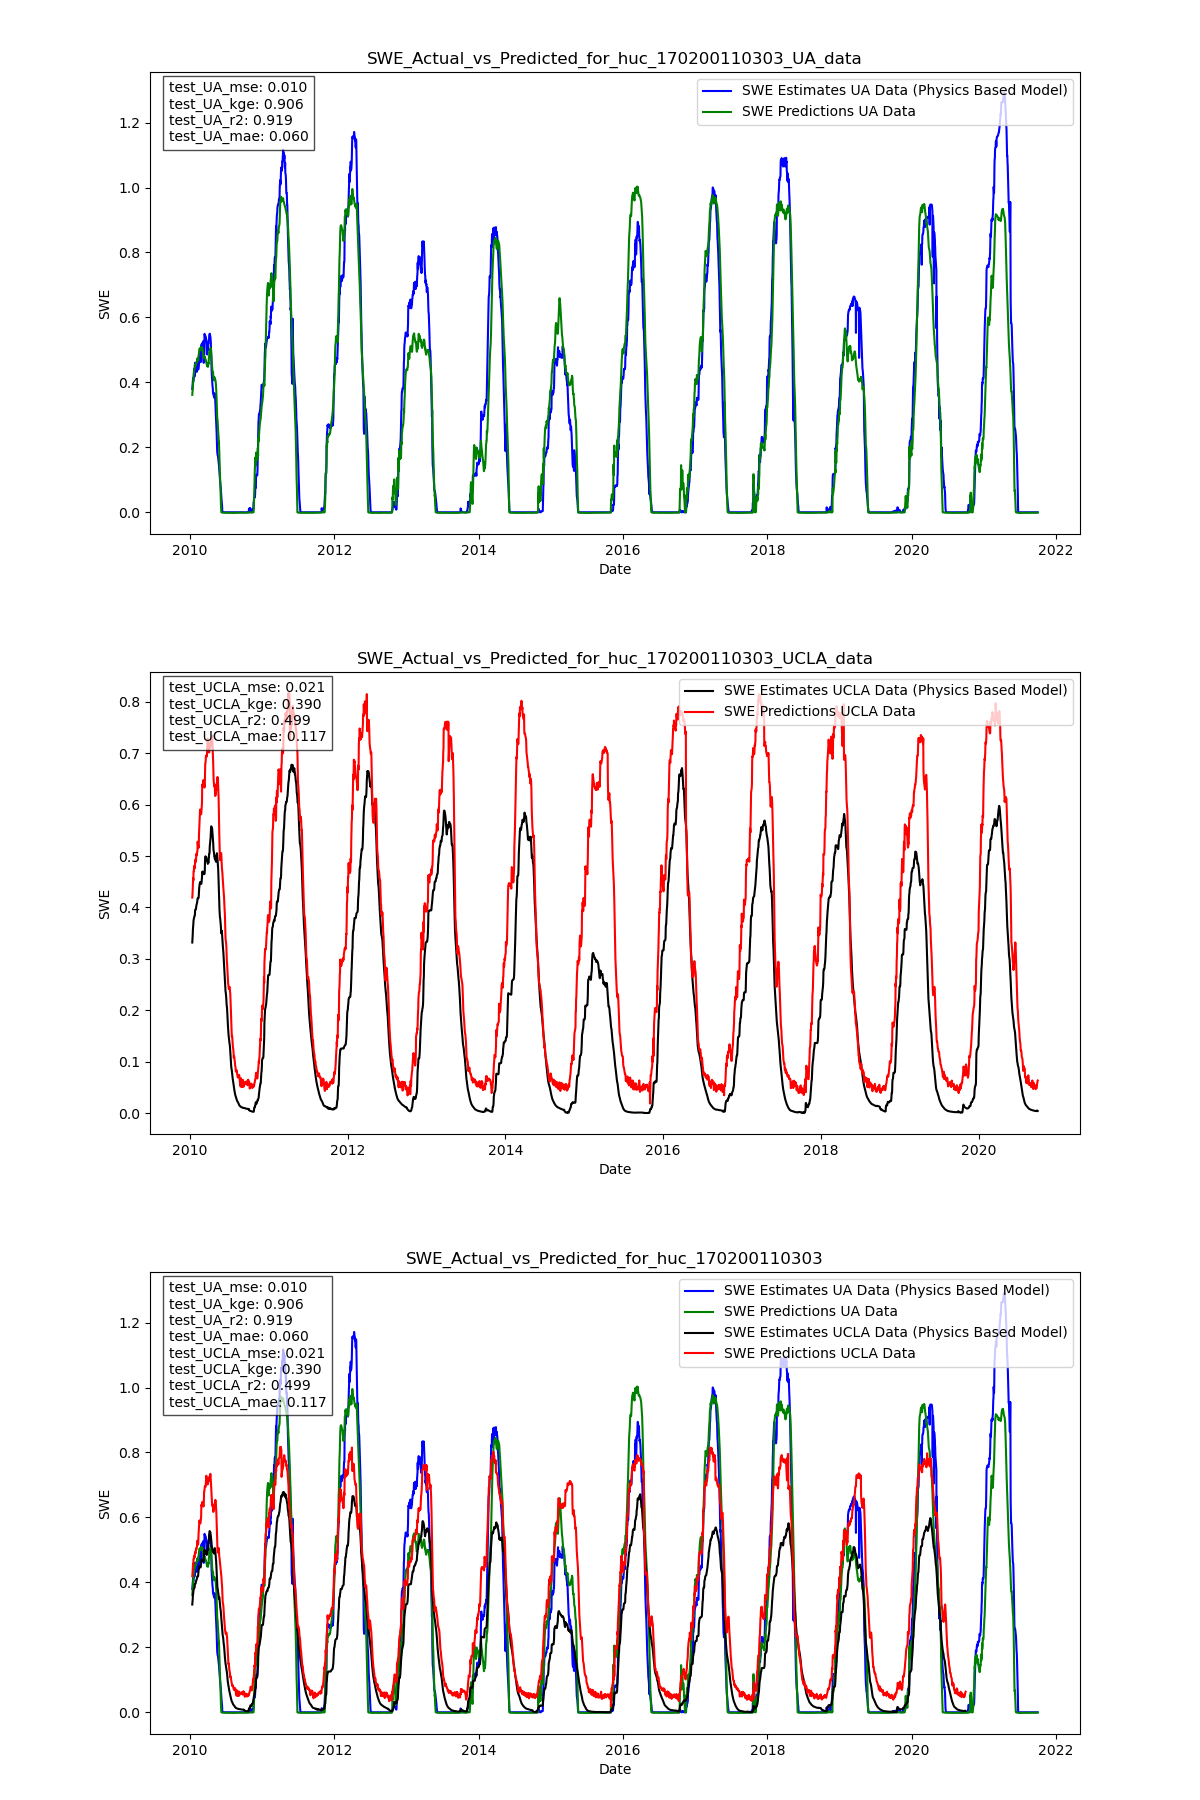 SWE_Actual_vs_Predicted_for_huc_170200110303_UA_data
test_UA_mse: 0.010
test_UA_kge: 0.906
test_UA_r2: 0.919
test_UA_mae: 0.060
SWE Estimates UA Data (Physics Based Model)
SWE Predictions UA Data
1.2
1.0
0.8
0.6
0.4
0.2
0.0
SWE
2010 2012 2014 2016 2018 2020 2022
Date
SWE_Actual_vs_Predicted_for_huc_170200110303_UCLA_data
test_UCLA_mse: 0.021
test_UCLA_kge: 0.390
test_UCLA_r2: 0.499
test_UCLA_mae: 0.117
SWE Estimates UCLA Data (Physics Based Model)
SWE Predictions UCLA Data
0.8
0.7
0.6
0.5
0.4
0.3
0.2
0.1
0.0
SWE
2010 2012 2014 2016 2018 2020
Date
SWE_Actual_vs_Predicted_for_huc_170200110303
test_UA_mse: 0.010
test_UA_kge: 0.906
test_UA_r2: 0.919
test_UA_mae: 0.060
test_UCLA_mse: 0.021
test_UCLA_kge: 0.390
test_UCLA_r2: 0.499
test_UCLA_mae: 0.117
SWE Estimates UA Data (Physics Based Model)
SWE Predictions UA Data
SWE Estimates UCLA Data (Physics Based Model)
SWE Predictions UCLA Data
1.2
1.0
0.8
0.6
0.4
0.2
0.0
SWE
2010 2012 2014 2016 2018 2020 2022
Date